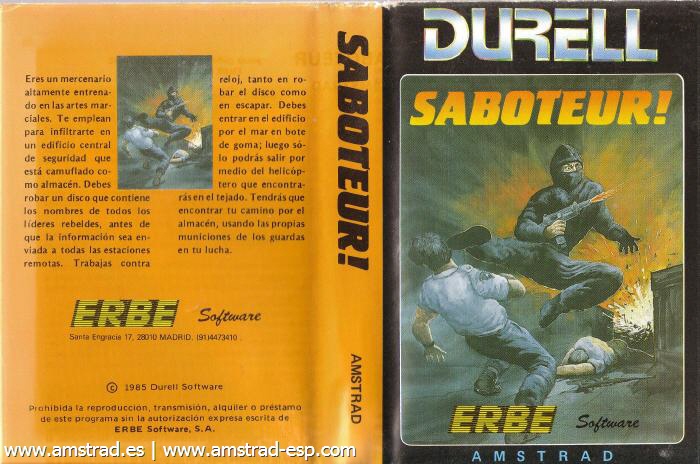 Eres un mercenario
altamente entrena-
do en las artes mar-
ciales. Te emplean
para infiltrarte en
un edificio central
de seguridad que
está camuflado co-
mo almacén. Debes
robar un disco que contiene
los nombres de todos los
líderes rebeldes, antes de
que la información sea en-
viada a todas las estaciones
remotas. Trabajas contra
reloj, tanto en ro-
bar el disco como
en escapar. Debes
entrar en el edificio
por el mar en bote
de goma; luego só-
lo podrás salir por
medio del helicóp-
tero que encontra-
rás en el tejado. Tendrás que
encontrar tu camino por el
almacén, usando las propias
municiones de los guardas
en tu lucha.
ERBE Software
Santa Engracia 17, 28010 MADRID. (91)4473410.
© 1985 Durell Software
Prohibida la reproduccion, transmisión, alquiler o préstamo
de este programa sin la autorización expresa escrita de
ERBE Software, S.A.
SABOTEUR!
AMSTRAD
DURELL
SABOTEUR!
ERBE Software
AMSTRAD
www.amstrad.es | www.amstrad-esp.com